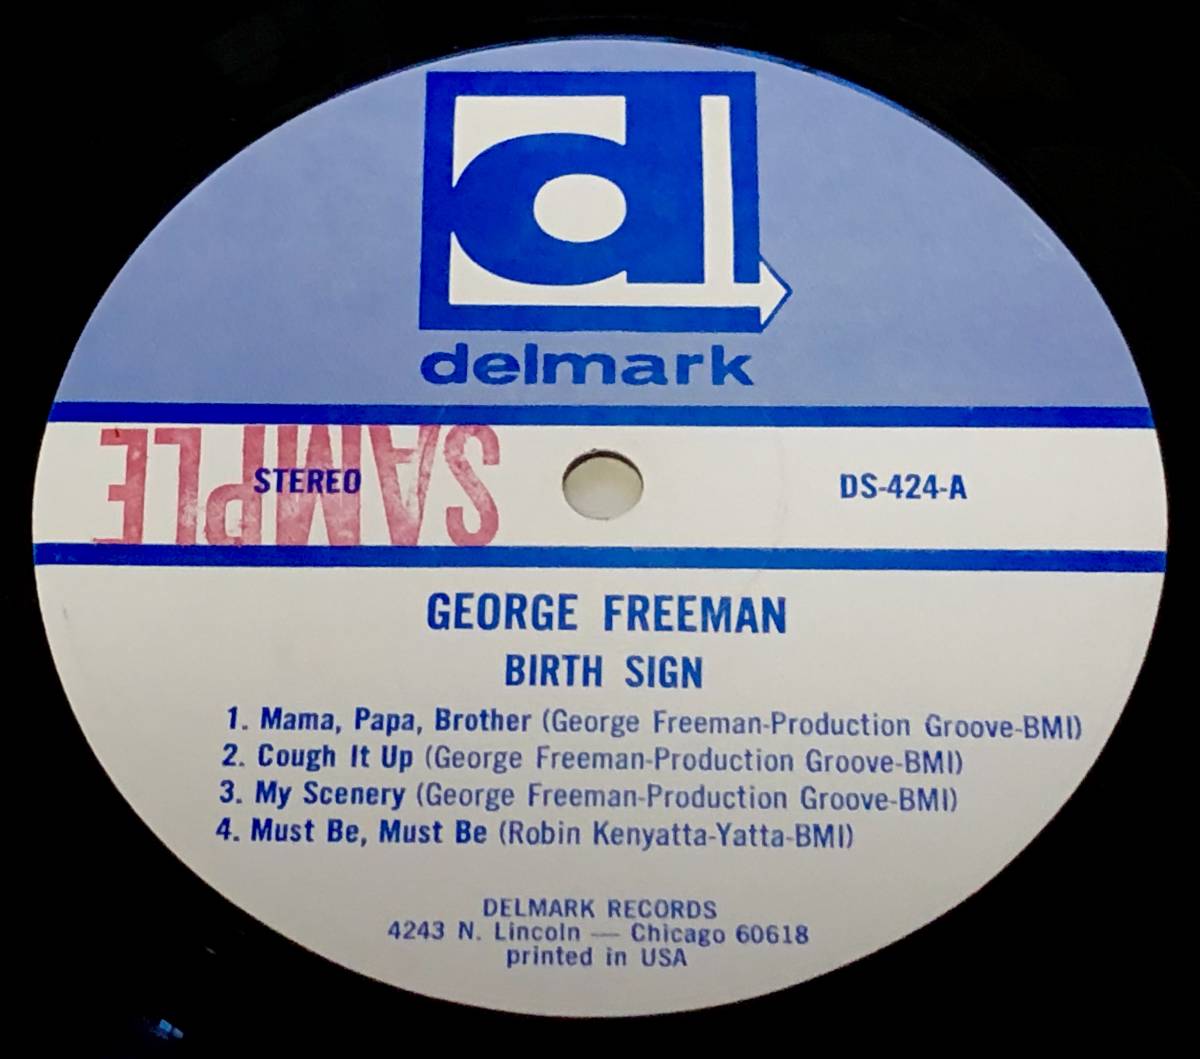 dl
delmark
SAMPLE
STEREO
DS-424-A
GEORGE FREEMAN
BIRTH SIGN
1. Mama, Papa, Brother (George Freeman-Production Groove-BMI)
2. Cough It Up (George Freeman-Production Groove-BMI)
3. My Scenery (George Freeman-Production Groove-BMI)
4. Must Be, Must Be (Robin Kenyatta-Yatta-BMI)
DELMARK RECORDS
4243 N. Lincoln — Chicago 60618
printed in USA